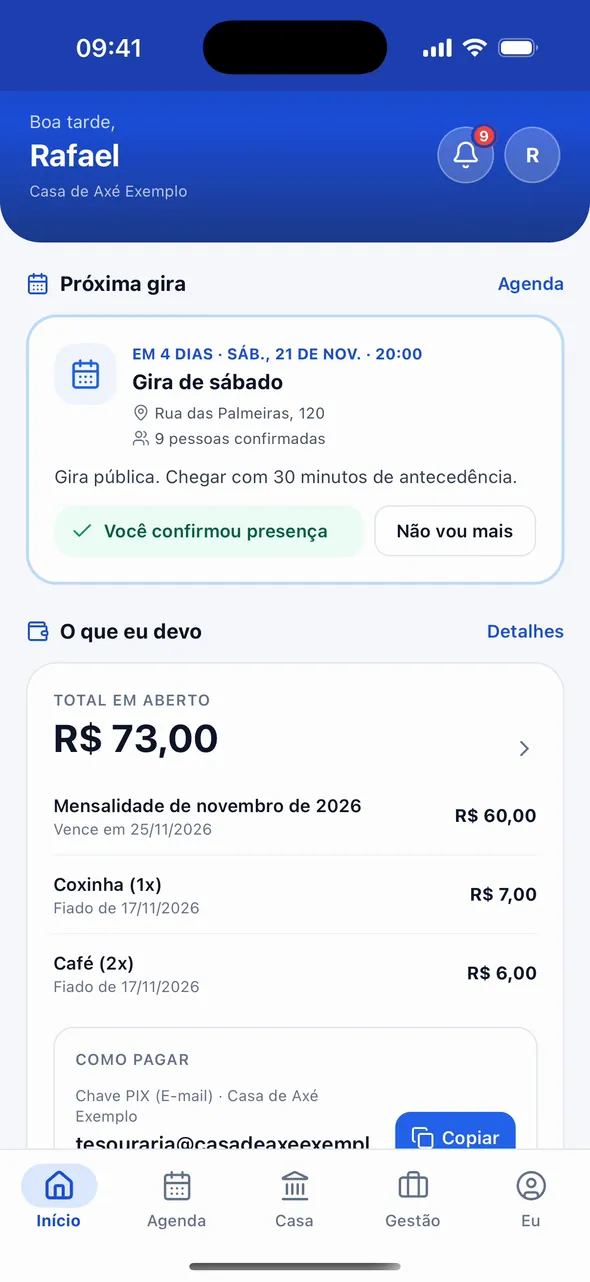 09:41
Boa tarde,
Rafael
Casa de Axé Exemplo
9
R
Próxima gira
Agenda
EM 4 DIAS · SÁB., 21 DE NOV. · 20:00
Gira de sábado
Rua das Palmeiras, 120
9 pessoas confirmadas
Gira pública. Chegar com 30 minutos de antecedência.
Você confirmou presença
Não vou mais
O que eu devo
Detalhes
TOTAL EM ABERTO
R$ 73,00
Mensalidade de novembro de 2026
R$ 60,00
Vence em 25/11/2026
Coxinha (1x)
R$ 7,00
Fiado de 17/11/2026
Café (2x)
R$ 6,00
Fiado de 17/11/2026
COMO PAGAR
Chave PIX (E-mail) · Casa de Axé
Exemplo
tesouraria@casadeaxeexempl
Copiar
Início
Agenda
Casa
Gestão
Eu